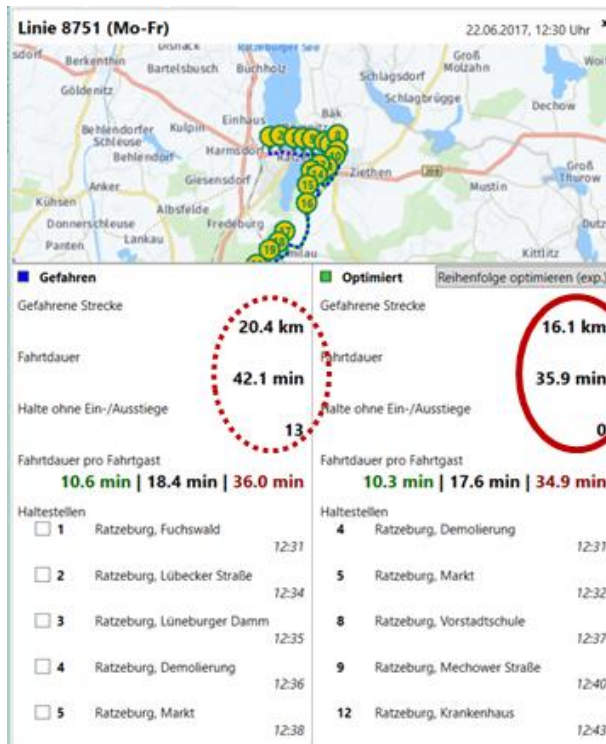 Linie 8751 (Mo-Fr) 22.06.2017, 12:30 Uhr
Ratzeburger See
Groß Molzahn
Berkenthin Bartelsbusch Buchholz Schlagsdorf
Göldenitz Schlagbrügge
Einhaus Bäk Dechow
Behlendorfer Schleuse Kulpin
Behlendorf Harmsdorf
Giesensdorf Ziethen 208 Groß Thurow
Anker Mustin
Kühsen Albsfelde
Donnerschleuse Fredeburg
Panten Lankau Kittlitz
Gefahren Optimiert Reihenfolge optimieren (exp.)
Gefahrene Strecke Gefahrene Strecke
20.4 km 16.1 km
Fahrtdauer Fahrtdauer
42.1 min 35.9 min
Halte ohne Ein-/Ausstiege Halte ohne Ein-/Ausstiege
13 0
Fahrtdauer pro Fahrtgast Fahrtdauer pro Fahrtgast
10.6 min | 18.4 min | 36.0 min 10.3 min | 17.6 min | 34.9 min
Haltestellen Haltestellen
1 Ratzeburg, Fuchswald 4 Ratzeburg, Demolierung
12:31 12:31
2 Ratzeburg, Lübecker Straße 5 Ratzeburg, Markt
12:34 12:32
3 Ratzeburg, Lüneburger Damm 8 Ratzeburg, Vorstadtschule
12:35 12:37
4 Ratzeburg, Demolierung 9 Ratzeburg, Mechower Straße
12:36 12:40
5 Ratzeburg, Markt 12 Ratzeburg, Krankenhaus
12:38 12:43